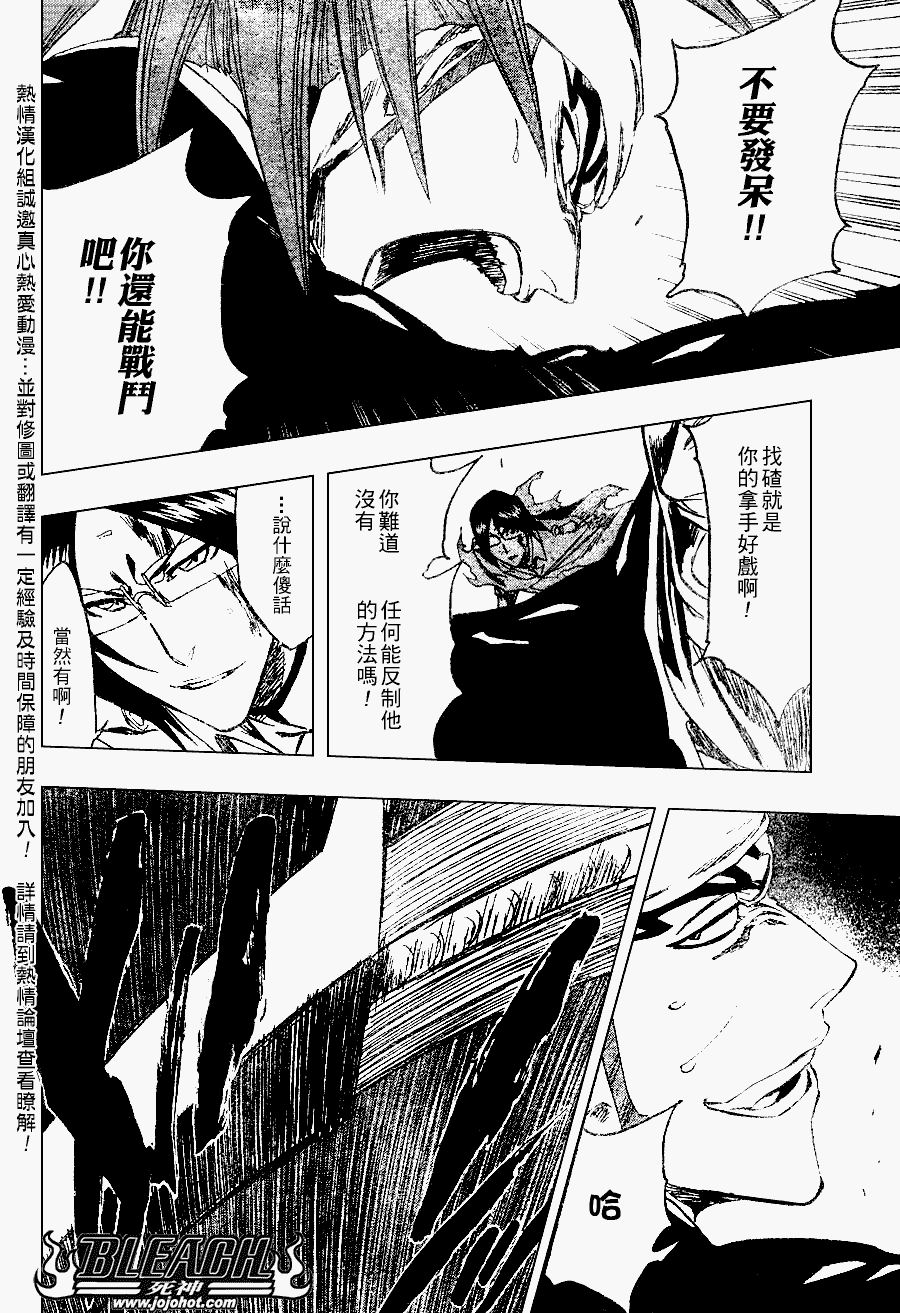 不要發呆!!
你還能戰鬥
吧!!
找碴就是
你的拿手好戲啊!
你難道
沒有
任何能反制他
的方法嗎!
…說什麼傻話
當然有啊!
哈
熱情漢化組誠邀真心熱愛動漫…並對修圖或翻譯有一定經驗及時間保障的朋友加入! 詳情請到熱情論壇查看瞭解!
BLEACH
死神
www.jojohot.com